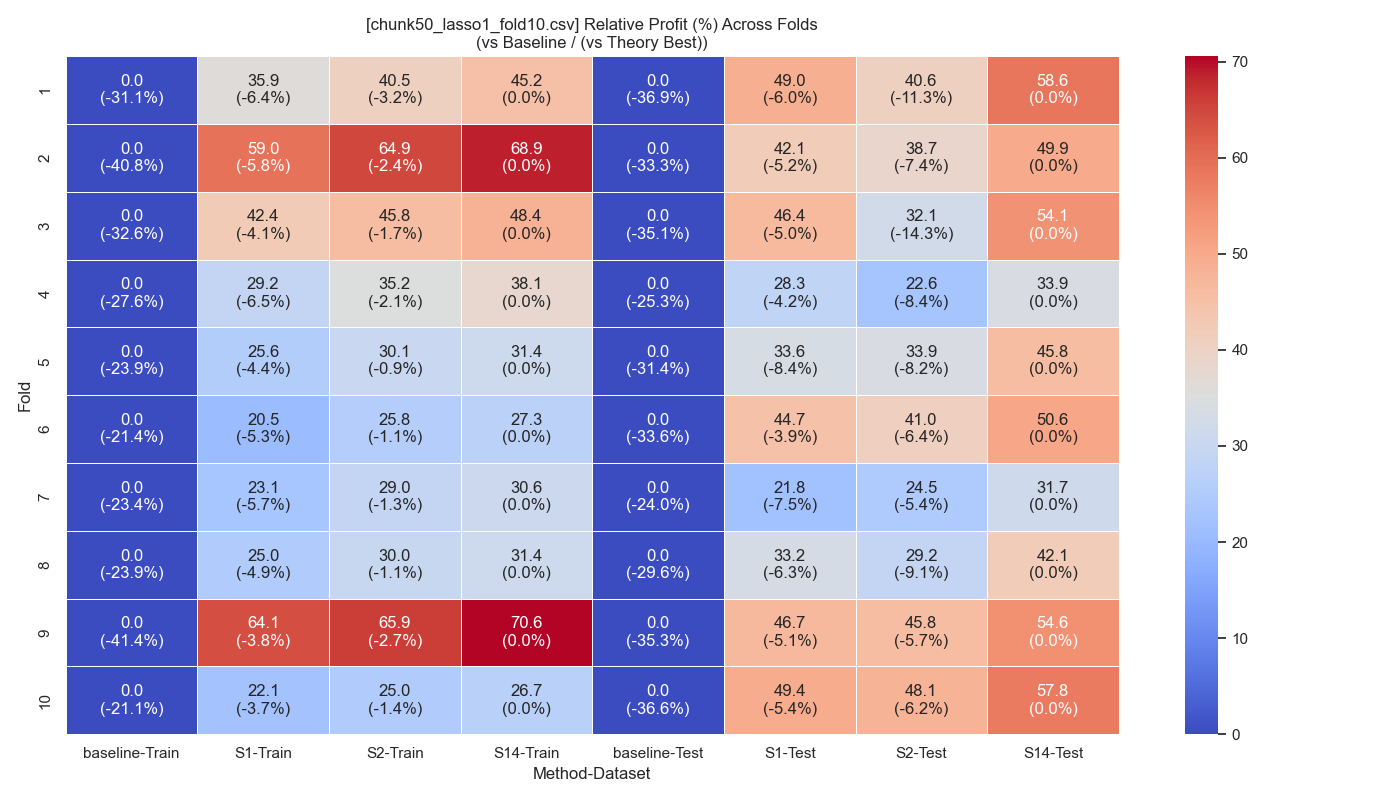 [chunk50_lasso1_fold10.csv] Relative Profit (%) Across Folds
(vs Baseline / (vs Theory Best))
0.0 35.9 40.5 45.2 0.0 49.0 40.6 58.6
1 (-31.1%) (-6.4%) (-3.2%) (0.0%) (-36.9%) (-6.0%) (-11.3%) (0.0%)
0.0 59.0 64.9 68.9 0.0 42.1 38.7 49.9
2 (-40.8%) (-5.8%) (-2.4%) (0.0%) (-33.3%) (-5.2%) (-7.4%) (0.0%)
0.0 42.4 45.8 48.4 0.0 46.4 32.1 54.1
3 (-32.6%) (-4.1%) (-1.7%) (0.0%) (-35.1%) (-5.0%) (-14.3%) (0.0%)
0.0 29.2 35.2 38.1 0.0 28.3 22.6 33.9
4 (-27.6%) (-6.5%) (-2.1%) (0.0%) (-25.3%) (-4.2%) (-8.4%) (0.0%)
0.0 25.6 30.1 31.4 0.0 33.6 33.9 45.8
5 (-23.9%) (-4.4%) (-0.9%) (0.0%) (-31.4%) (-8.4%) (-8.2%) (0.0%)
Fold
0.0 20.5 25.8 27.3 0.0 44.7 41.0 50.6
6 (-21.4%) (-5.3%) (-1.1%) (0.0%) (-33.6%) (-3.9%) (-6.4%) (0.0%)
0.0 23.1 29.0 30.6 0.0 21.8 24.5 31.7
7 (-23.4%) (-5.7%) (-1.3%) (0.0%) (-24.0%) (-7.5%) (-5.4%) (0.0%)
0.0 25.0 30.0 31.4 0.0 33.2 29.2 42.1
8 (-23.9%) (-4.9%) (-1.1%) (0.0%) (-29.6%) (-6.3%) (-9.1%) (0.0%)
0.0 64.1 65.9 70.6 0.0 46.7 45.8 54.6
9 (-41.4%) (-3.8%) (-2.7%) (0.0%) (-35.3%) (-5.1%) (-5.7%) (0.0%)
0.0 22.1 25.0 26.7 0.0 49.4 48.1 57.8
10 (-21.1%) (-3.7%) (-1.4%) (0.0%) (-36.6%) (-5.4%) (-6.2%) (0.0%)
baseline-Train S1-Train S2-Train S14-Train baseline-Test S1-Test S2-Test S14-Test
Method-Dataset
70
60
50
40
30
20
10
0